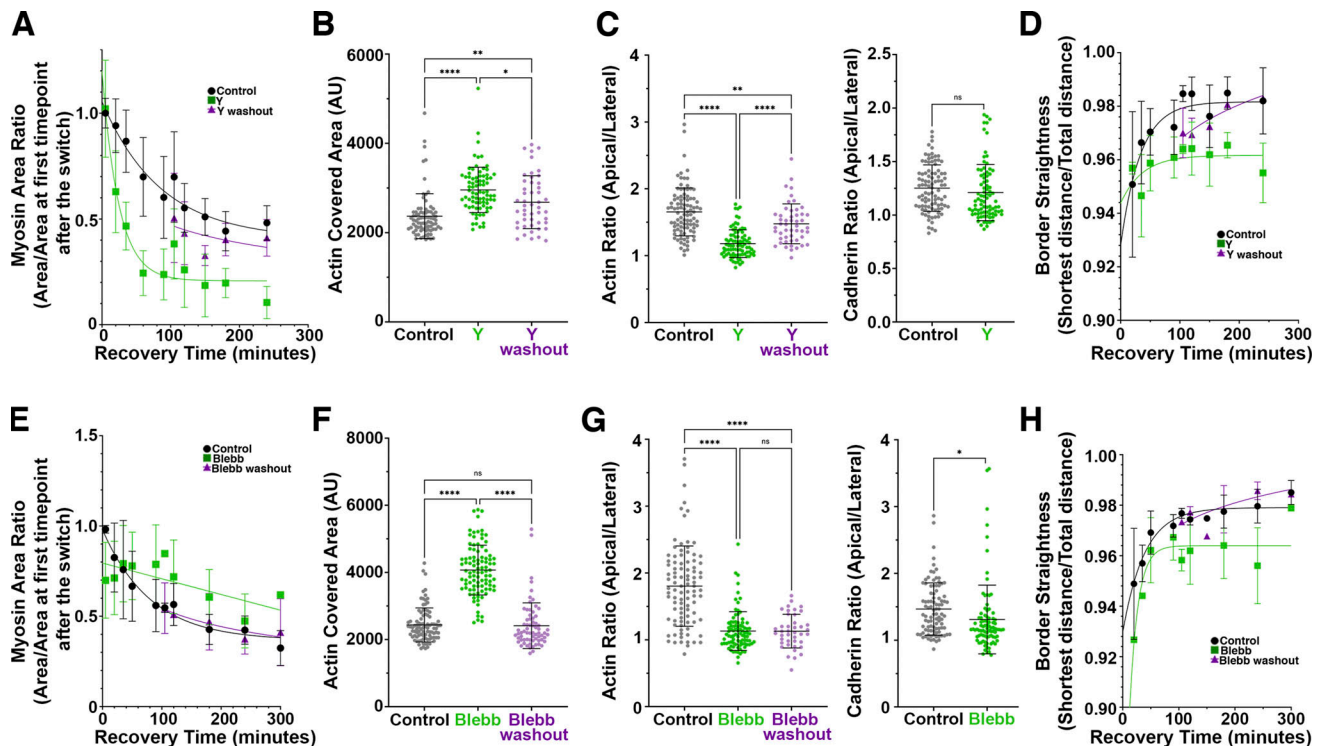 A
Myosin Area Ratio
(Area/Area at first timepoint
after the switch)
1.0
0.5
0.1
0
100
200
300
Recovery Time (minutes)
Control
Y
Y washout
B
Actin Covered Area (AU)
6000
4000
2000
0
**
****
*
Control
Y
Y
washout
C
Actin Ratio (Apical/Lateral)
4
3
2
1
0
**
****
****
Control
Y
Y
washout
Cadherin Ratio (Apical/Lateral)
2.5
2.0
1.5
1.0
0.5
0.0
ns
Control
Y
D
Border Straightness
(Shortest distance/Total distance)
1.00
0.98
0.96
0.94
0.92
0.90
0
100
200
300
Recovery Time (minutes)
Control
Y
Y washout
E
Myosin Area Ratio
(Area/Area at first timepoint
after the switch)
1.5
1.0
0.5
0.0
0
100
200
300
Recovery Time (minutes)
Control
Blebb
Blebb washout
F
Actin Covered Area (AU)
8000
6000
4000
2000
0
ns
****
****
Control
Blebb
Blebb
washout
G
Actin Ratio (Apical/Lateral)
4
3
2
1
0
****
****
ns
Control
Blebb
Blebb
washout
Cadherin Ratio (Apical/Lateral)
4
3
2
1
0
*
Control
Blebb
H
Border Straightness
(Shortest distance/Total distance)
1.00
0.98
0.96
0.94
0.92
0.90
0
100
200
300
Recovery Time (minutes)
Control
Blebb
Blebb washout